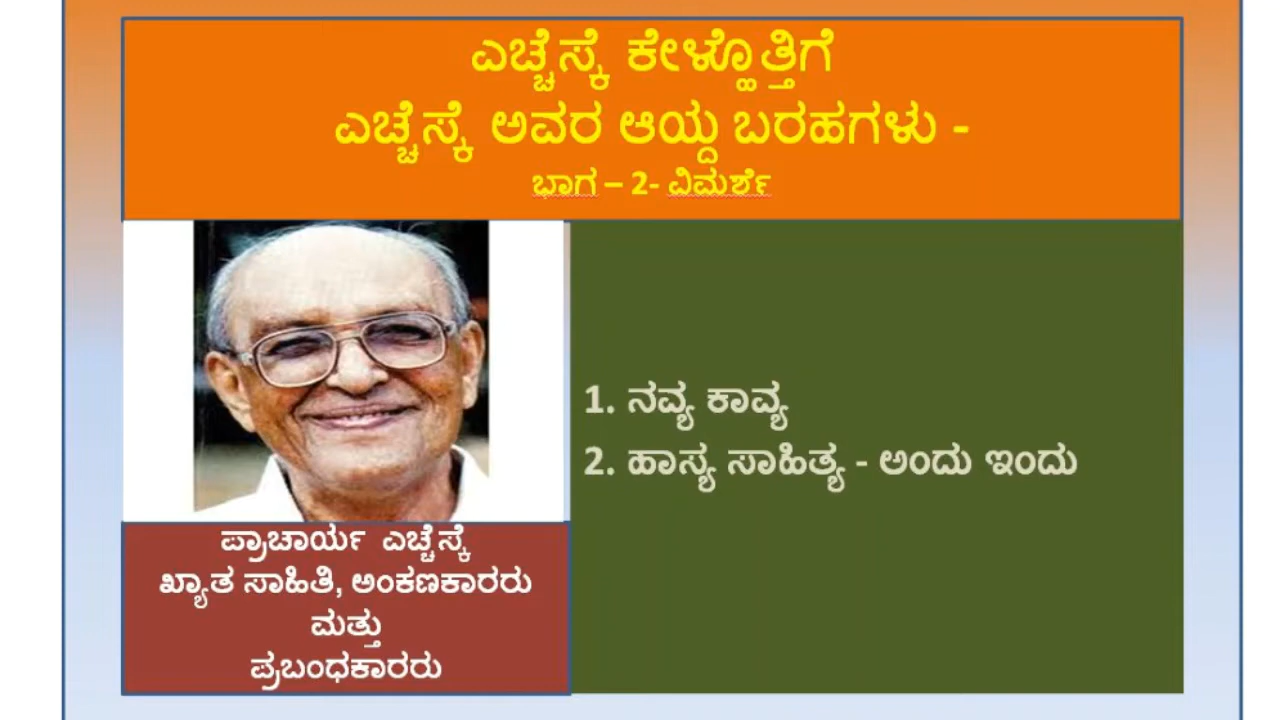 ಎಚ್ಚೆಸ್ಕೆ ಕೇಳ್ಹೊತ್ತಿಗೆ
ಎಚ್ಚೆಸ್ಕೆ ಅವರ ಆಯ್ದ ಬರಹಗಳು -
ಭಾಗ – 2- ವಿಮರ್ಶೆ
1. ನವ್ಯ ಕಾವ್ಯ
2. ಹಾಸ್ಯ ಸಾಹಿತ್ಯ - ಅಂದು ಇಂದು
ಪ್ರಾಚಾರ್ಯ ಎಚ್ಚೆಸ್ಕೆ
ಖ್ಯಾತ ಸಾಹಿತಿ, ಅಂಕಣಕಾರರು
ಮತ್ತು
ಪ್ರಬಂಧಕಾರರು